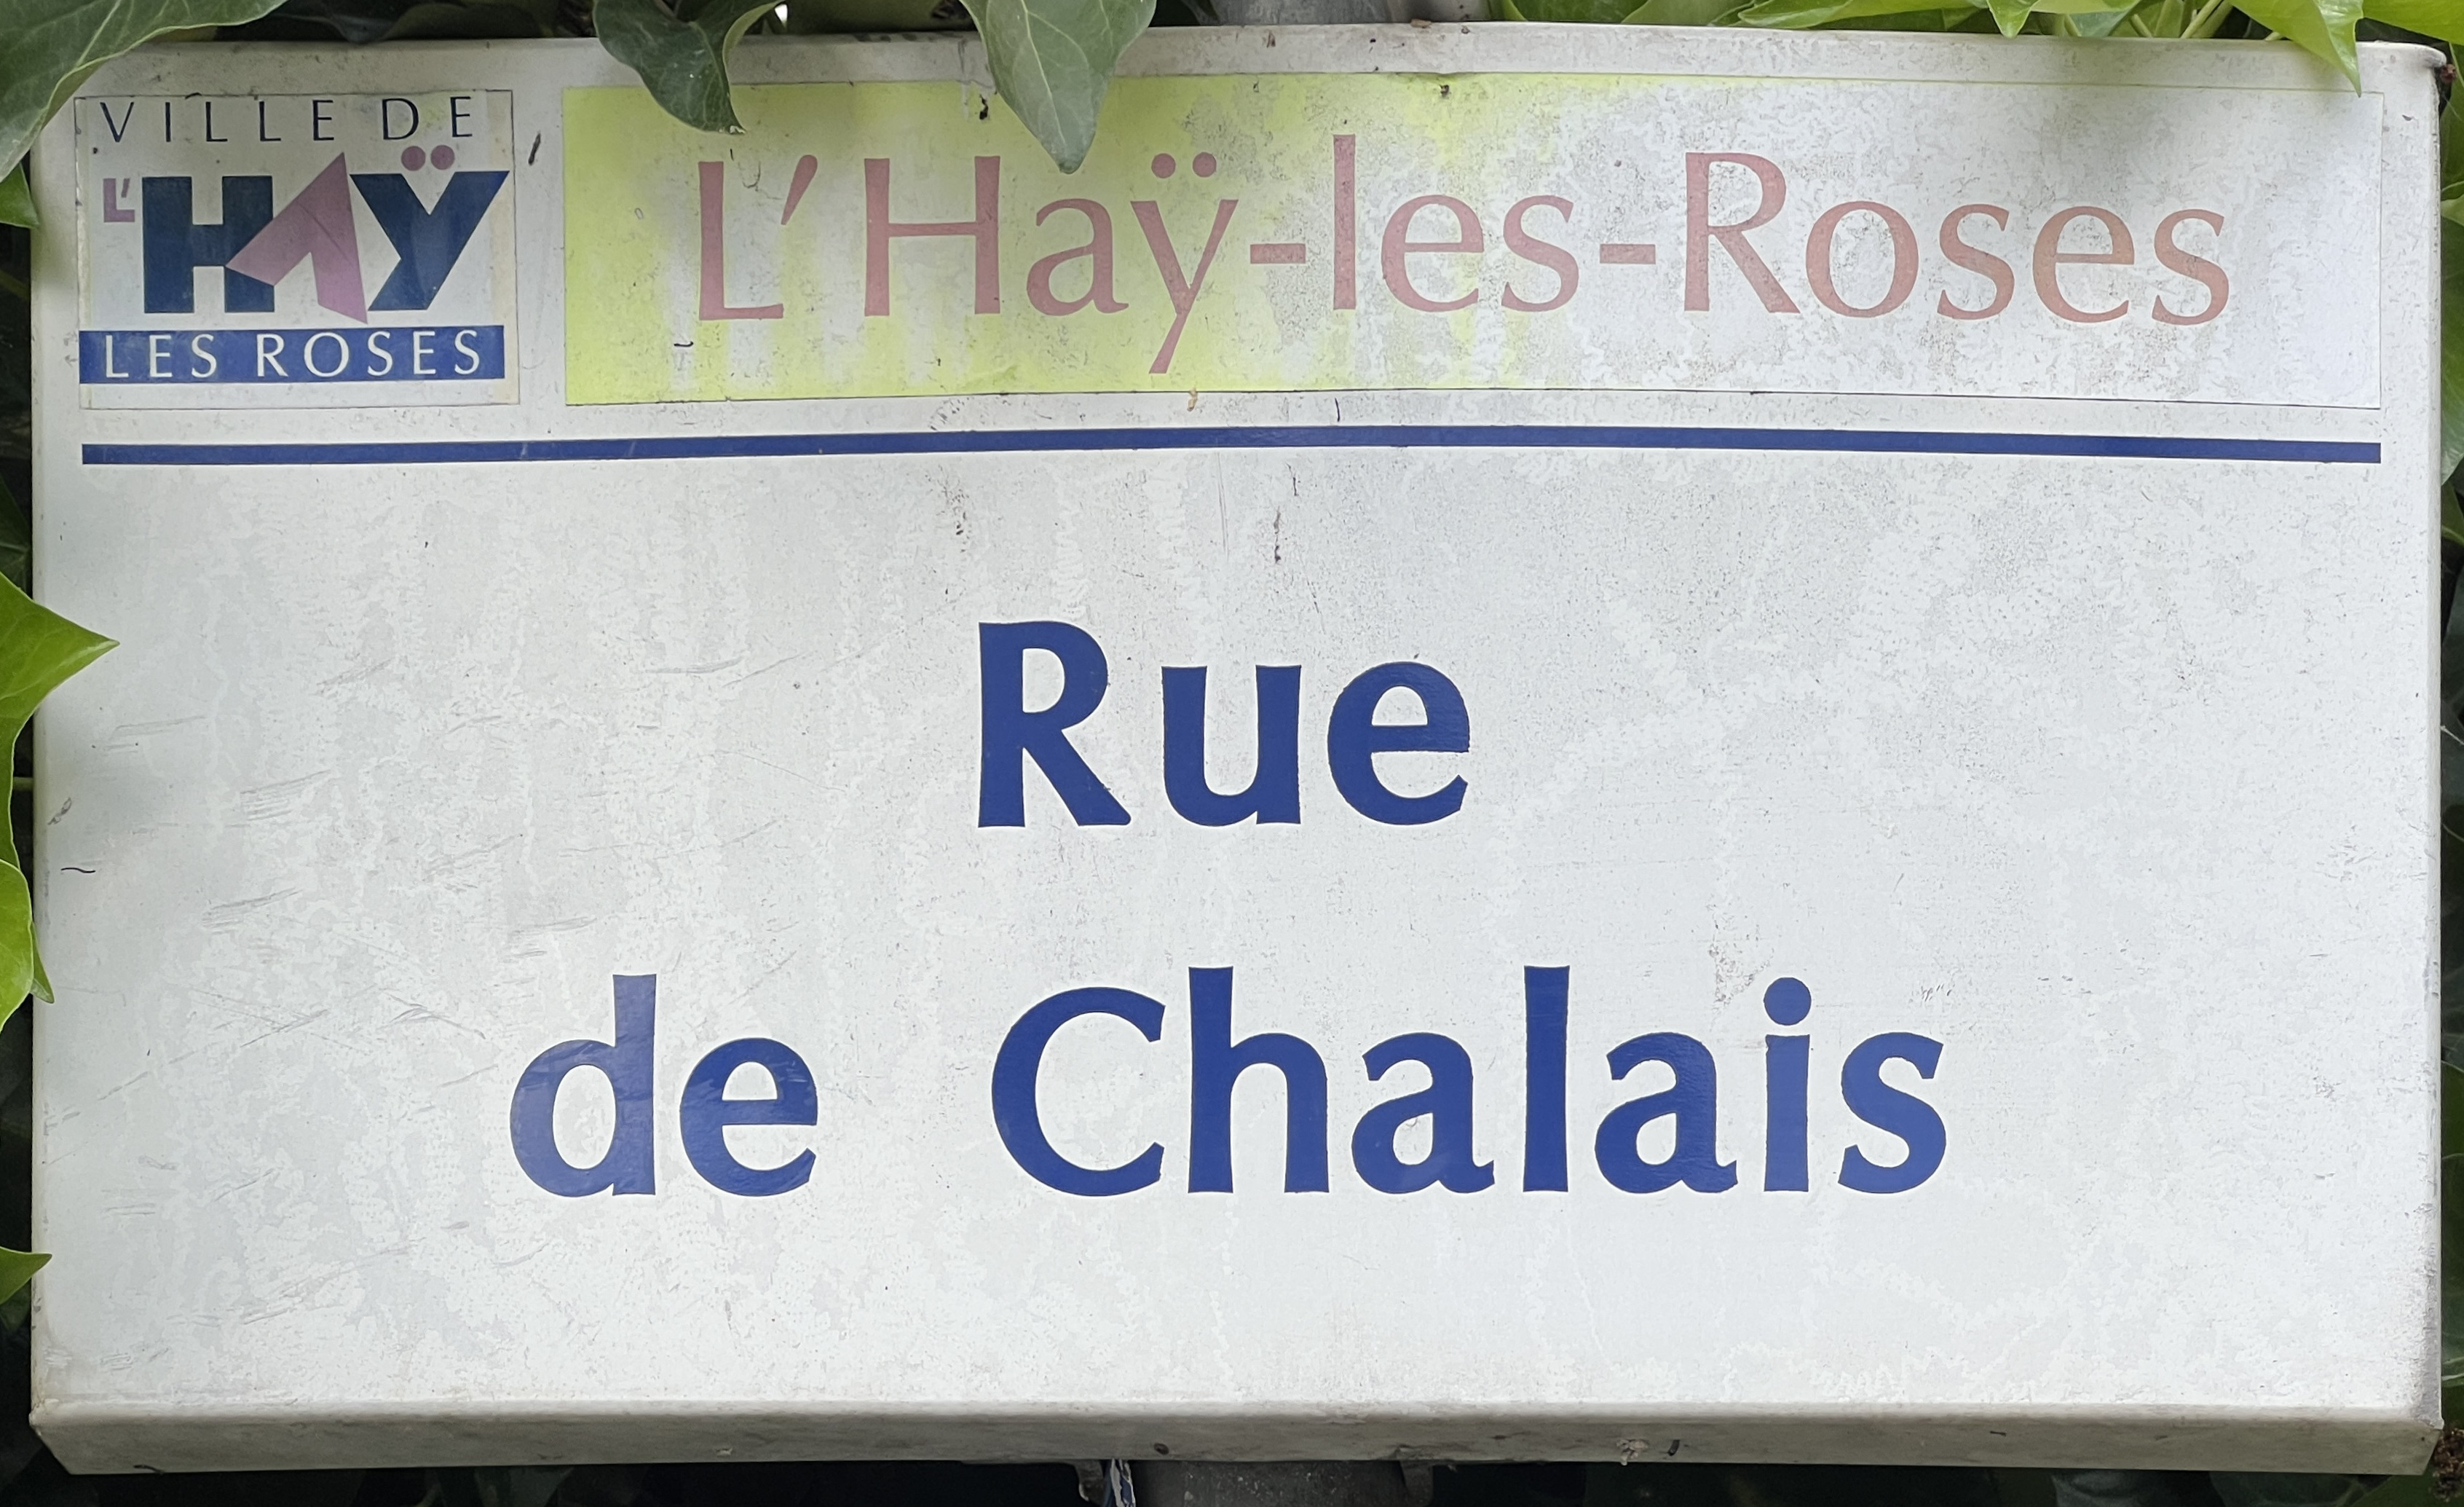 VILLE DE
L'HAŸ
LES ROSES
L'Haÿ-les-Roses
Rue
de Chalais